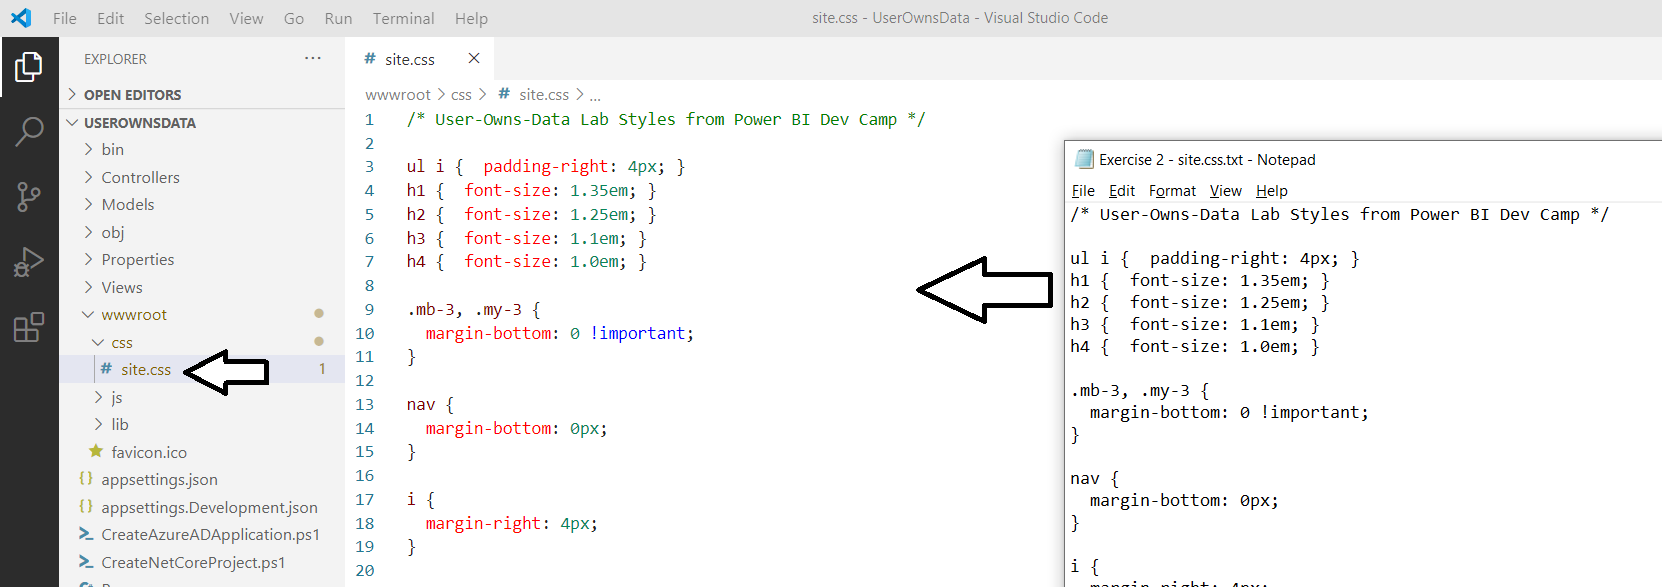 File Edit Selection View Go Run Terminal Help
site.css - UserOwnsData - Visual Studio Code
EXPLORER ...
OPEN EDITORS
USEROWNSDATA
bin
Controllers
Models
obj
Properties
Views
wwwroot
css
# site.css 1
js
lib
favicon.ico
{} appsettings.json
{} appsettings.Development.json
CreateAzureADApplication.ps1
CreateNetCoreProject.ps1
# site.css ×
wwwroot > css > # site.css > ...
1 /* User-Owns-Data Lab Styles from Power BI Dev Camp */
2
3 ul i {  padding-right: 4px; }
4 h1 {  font-size: 1.35em; }
5 h2 {  font-size: 1.25em; }
6 h3 {  font-size: 1.1em; }
7 h4 {  font-size: 1.0em; }
8
9 .mb-3, .my-3 {
10   margin-bottom: 0 !important;
11 }
12
13 nav {
14   margin-bottom: 0px;
15 }
16
17 i {
18   margin-right: 4px;
19 }
20
Exercise 2 - site.css.txt - Notepad
File Edit Format View Help
/* User-Owns-Data Lab Styles from Power BI Dev Camp */
ul i {  padding-right: 4px; }
h1 {  font-size: 1.35em; }
h2 {  font-size: 1.25em; }
h3 {  font-size: 1.1em; }
h4 {  font-size: 1.0em; }
.mb-3, .my-3 {
  margin-bottom: 0 !important;
}
nav {
  margin-bottom: 0px;
}
i {
  margin-right: 4px;